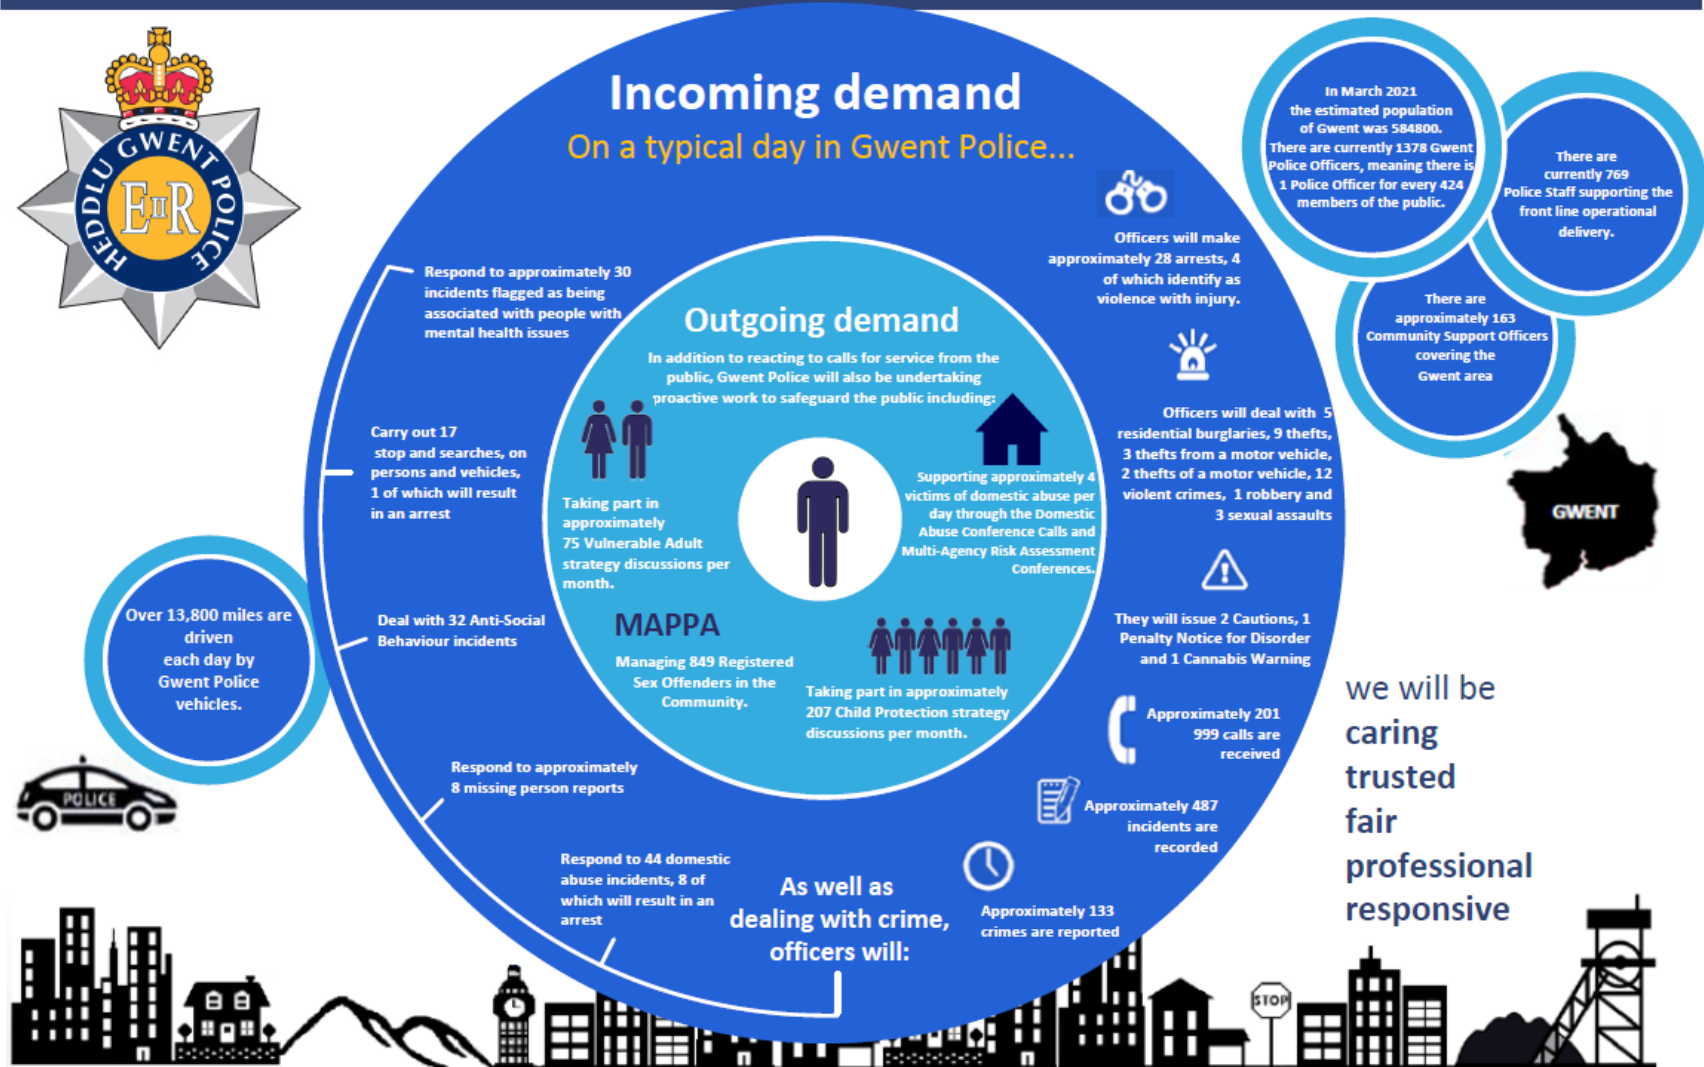 HEDDLU GWENT POLICE
EIIR
Incoming demand
On a typical day in Gwent Police...
In March 2021
the estimated population
of Gwent was 584800.
There are currently 1378 Gwent
Police Officers, meaning there is
1 Police Officer for every 424
members of the public.
There are
currently 769
Police Staff supporting the
front line operational
delivery.
There are
approximately 163
Community Support Officers
covering the
Gwent area
GWENT
Officers will make
approximately 28 arrests, 4
of which identify as
violence with injury.
Officers will deal with 5
residential burglaries, 9 thefts,
3 thefts from a motor vehicle,
2 thefts of a motor vehicle, 12
violent crimes, 1 robbery and
3 sexual assaults
They will issue 2 Cautions, 1
Penalty Notice for Disorder
and 1 Cannabis Warning
Approximately 201
999 calls are
received
Approximately 487
incidents are
recorded
Approximately 133
crimes are reported
As well as
dealing with crime,
officers will:
Respond to 44 domestic
abuse incidents, 8 of
which will result in an
arrest
Respond to approximately
8 missing person reports
Deal with 32 Anti-Social
Behaviour incidents
Carry out 17
stop and searches, on
persons and vehicles,
1 of which will result
in an arrest
Respond to approximately 30
incidents flagged as being
associated with people with
mental health issues
Outgoing demand
In addition to reacting to calls for service from the
public, Gwent Police will also be undertaking
proactive work to safeguard the public including:
Taking part in
approximately
75 Vulnerable Adult
strategy discussions per
month.
Supporting approximately 4
victims of domestic abuse per
day through the Domestic
Abuse Conference Calls and
Multi-Agency Risk Assessment
Conferences.
MAPPA
Managing 849 Registered
Sex Offenders in the
Community.
Taking part in approximately
207 Child Protection strategy
discussions per month.
Over 13,800 miles are
driven
each day by
Gwent Police
vehicles.
POLICE
we will be
caring
trusted
fair
professional
responsive
STOP